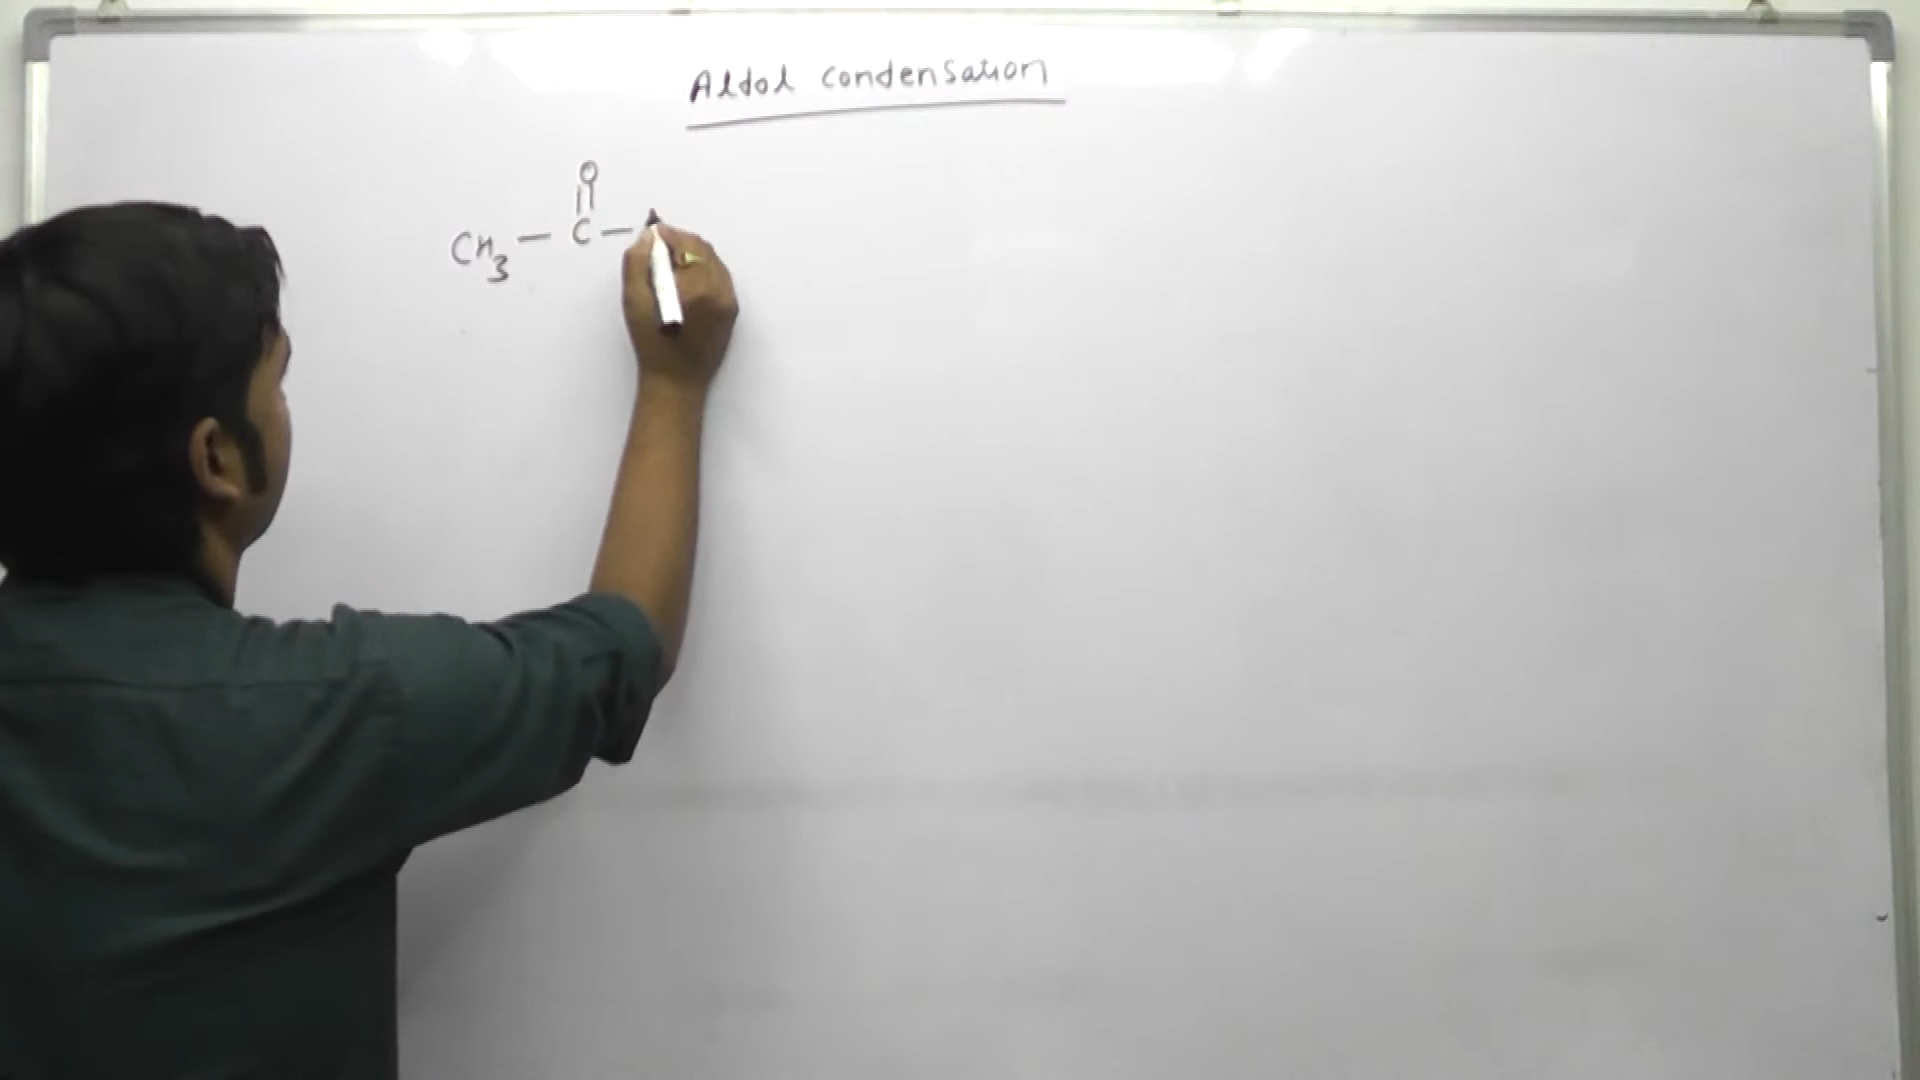 Aldol condensation
O
||
CH3 — C —